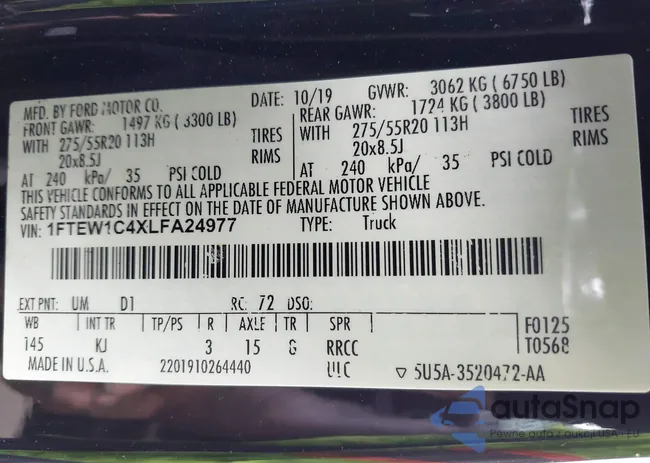 DATE: 10/19 GVWR: 3062 KG (6750 LB)
MFD. BY FORD MOTOR CO.
FRONT GAWR: 1497 KG (3300 LB) REAR GAWR: 1724 KG (3800 LB)
WITH 275/55R20 113H TIRES WITH 275/55R20 113H TIRES
20x8.5J RIMS 20x8.5J RIMS
AT 240 kPa/ 35 PSI COLD AT 240 kPa/ 35 PSI COLD
THIS VEHICLE CONFORMS TO ALL APPLICABLE FEDERAL MOTOR VEHICLE
SAFETY STANDARDS IN EFFECT ON THE DATE OF MANUFACTURE SHOWN ABOVE.
VIN: 1FTEW1C4XLFA24977 TYPE: Truck
EXT PNT: UM D1 RC: 72 DSO:
WB INT TR TP/PS R AXLE TR SPR F0125
145 KJ 3 15 G RRCC T0568
MADE IN U.S.A. 2201910264440 ULC ▽ 5U5A-3520472-AA
autoSnap
Pewne auta z aukcji USA i EU